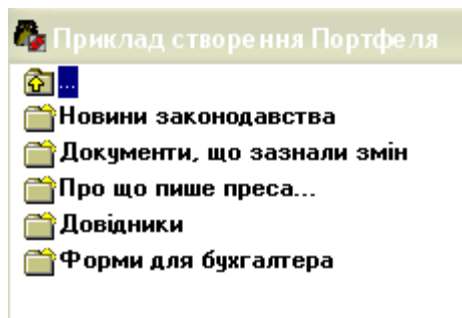 Приклад створення Портфеля
...
Новини законодавства
Документи, що зазнали змін
Про що пише преса...
Довідники
Форми для бухгалтера